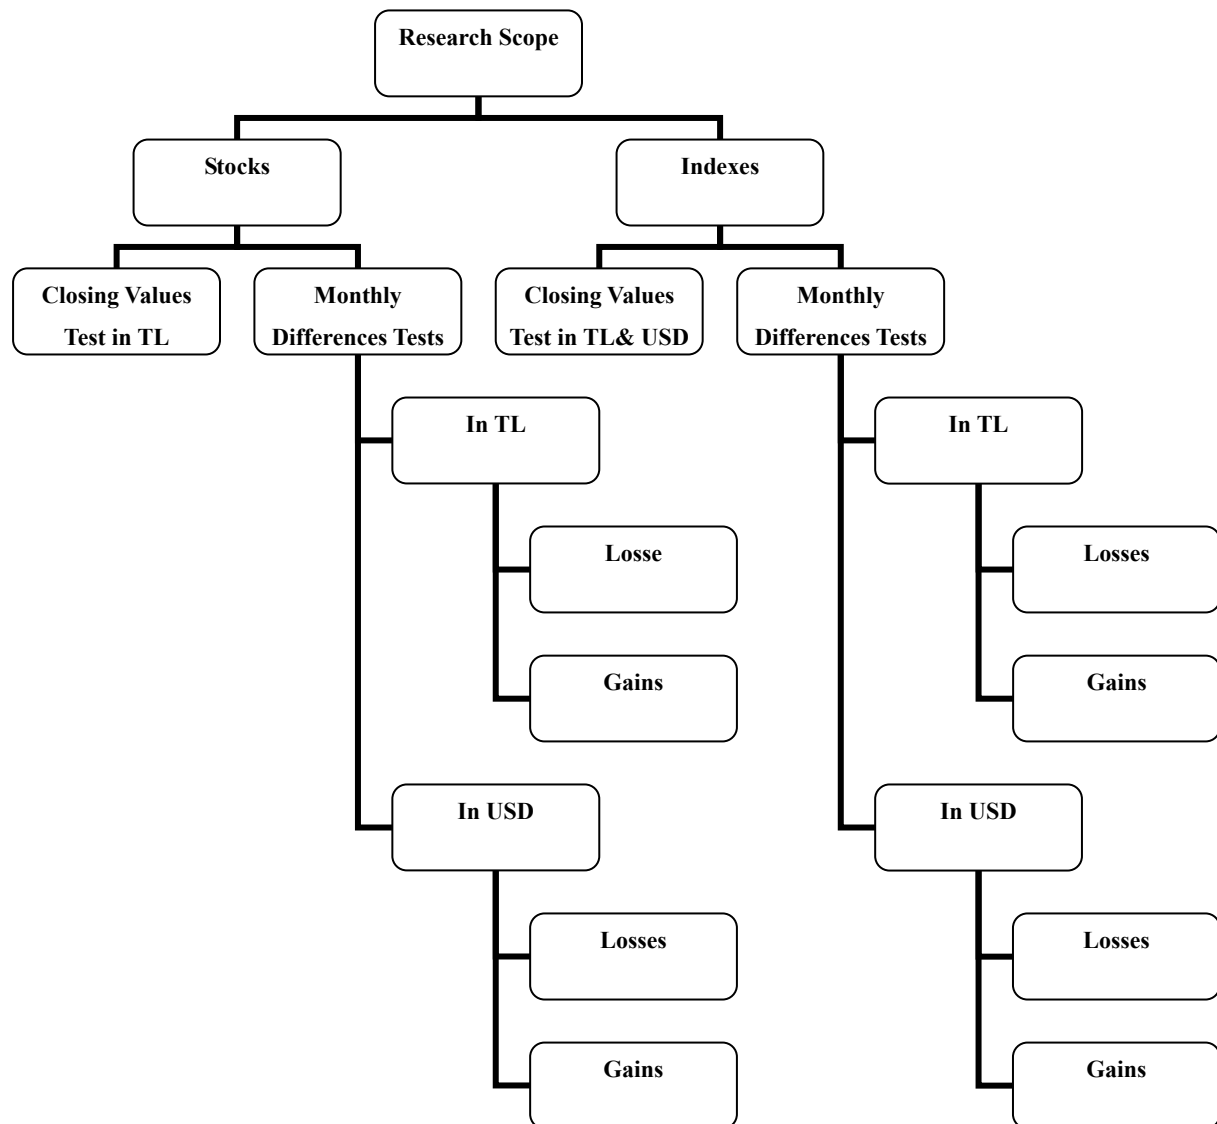 Research Scope
Stocks
Indexes
Closing Values
Test in TL
Monthly
Differences Tests
Closing Values
Test in TL& USD
Monthly
Differences Tests
In TL
In TL
Losse
Losses
Gains
Gains
In USD
In USD
Losses
Losses
Gains
Gains